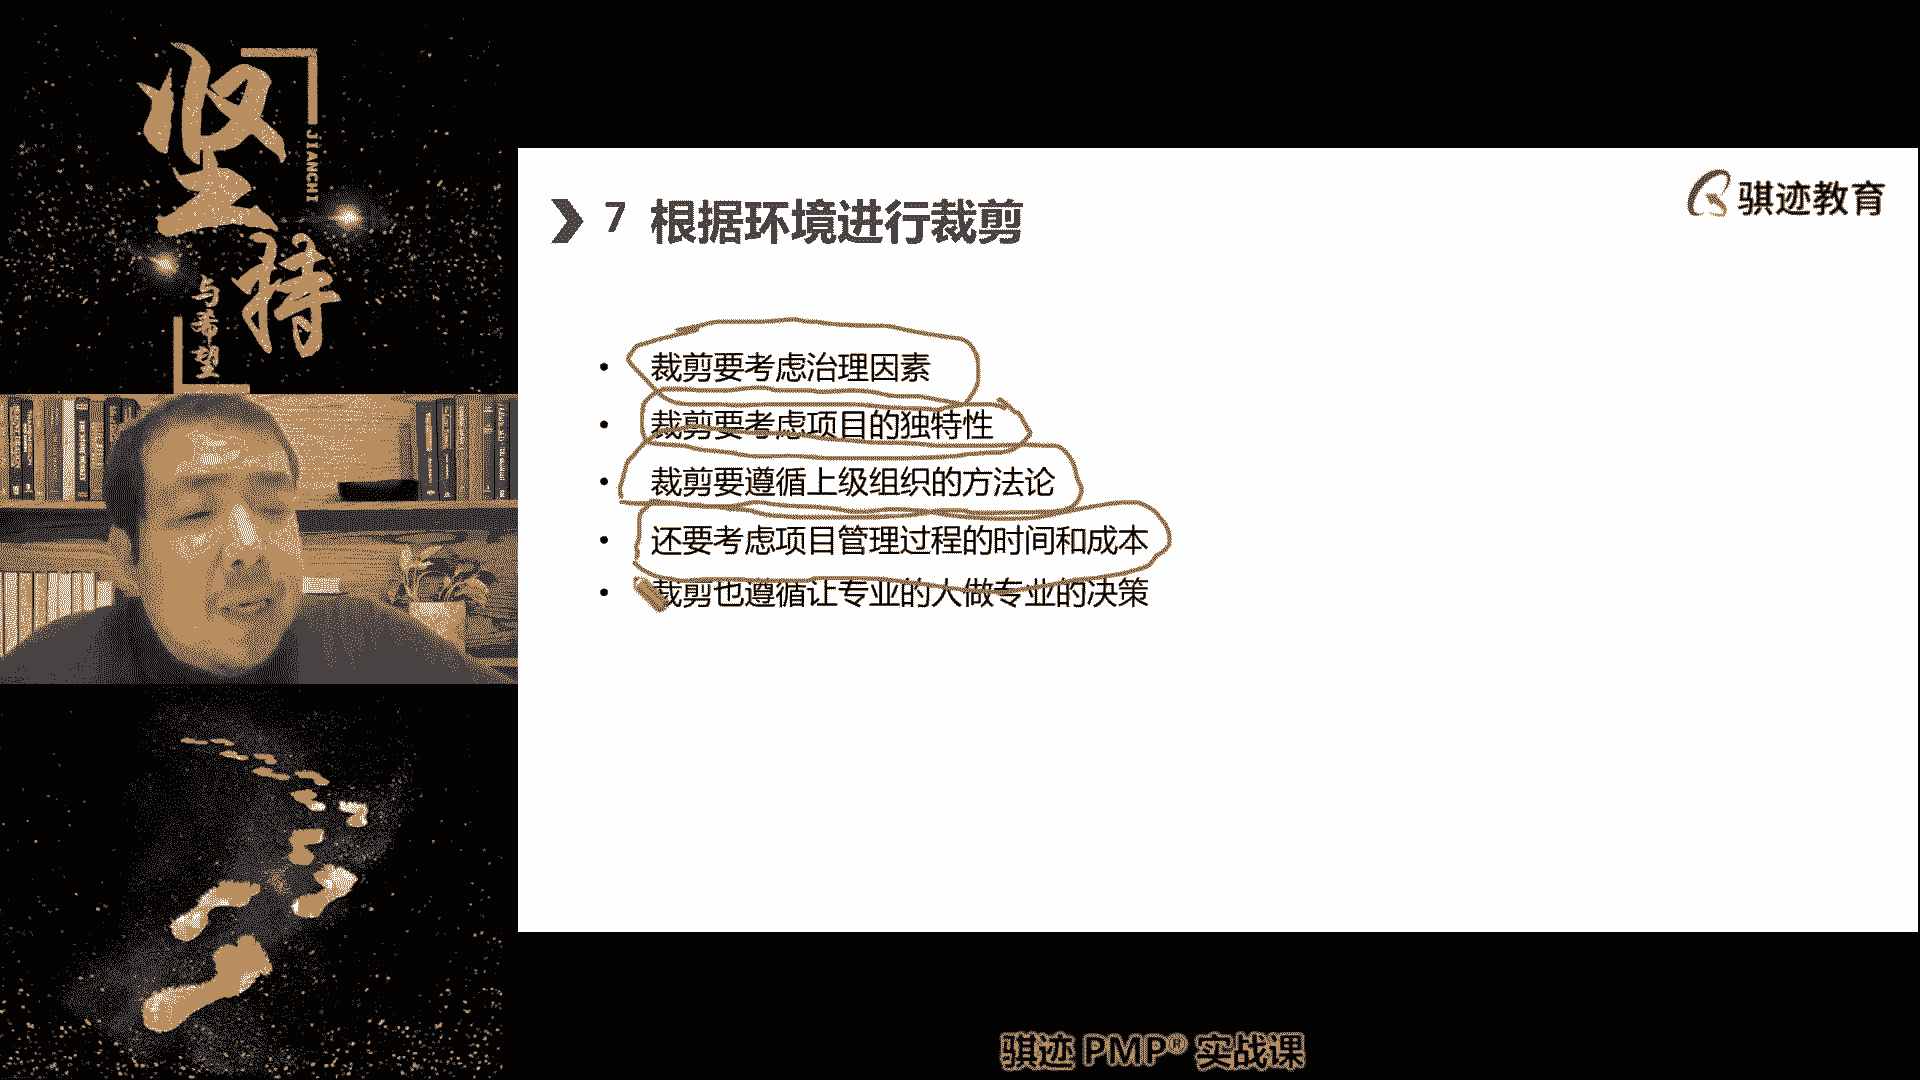 坚持
JIANCHI
与希望
骐迹教育
7 根据环境进行裁剪
• 裁剪要考虑治理因素
• 裁剪要考虑项目的独特性
• 裁剪要遵循上级组织的方法论
• 还要考虑项目管理过程的时间和成本
• 裁剪也遵循让专业的人做专业的决策
骐迹 PMP® 实战课